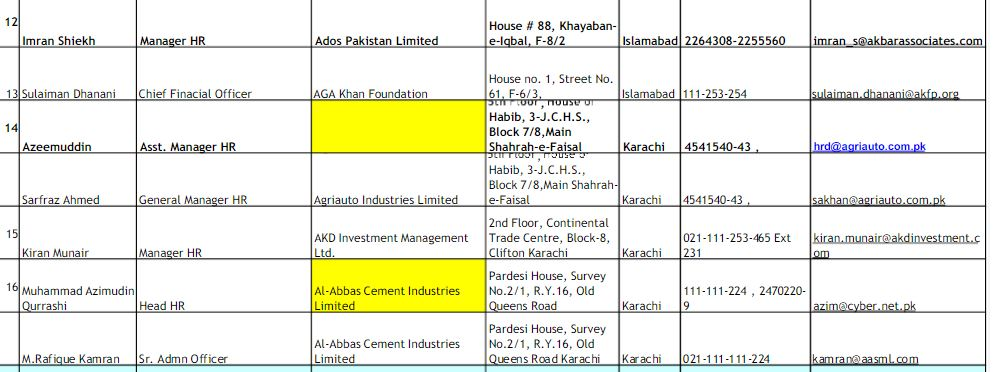 12 Imran Shiekh Manager HR Ados Pakistan Limited House # 88, Khayaban-
e-Iqbal, F-8/2 Islamabad 2264308-2255560 imran_s@akbarassociates.com
13 Sulaiman Dhanani Chief Finacial Officer AGA Khan Foundation House no. 1, Street No.
61, F-6/3, Islamabad 111-253-254 sulaiman.dhanani@akfp.org
14 Azeemuddin Asst. Manager HR 5th Floor, House of
Habib, 3-J.C.H.S.,
Block 7/8,Main
Shahrah-e-Faisal Karachi 4541540-43 , hrd@agriauto.com.pk
Sarfraz Ahmed General Manager HR Agriauto Industries Limited 5th Floor, House of
Habib, 3-J.C.H.S.,
Block 7/8,Main Shahrah-
e-Faisal Karachi 4541540-43 , sakhan@agriauto.com.pk
15 Kiran Munair Manager HR AKD Investment Management
Ltd. 2nd Floor, Continental
Trade Centre, Block-8,
Clifton Karachi Karachi 021-111-253-465 Ext
231 kiran.munair@akdinvestment.c
om
16 Muhammad Azimudin
Qurrashi Head HR Al-Abbas Cement Industries
Limited Pardesi House, Survey
No.2/1, R.Y.16, Old
Queens Road Karachi 111-111-224 , 2470220-
9 azim@cyber.net.pk
M.Rafique Kamran Sr. Admn Officer Al-Abbas Cement Industries
Limited Pardesi House, Survey
No.2/1, R.Y.16, Old
Queens Road Karachi Karachi 021-111-111-224 kamran@aasml.com